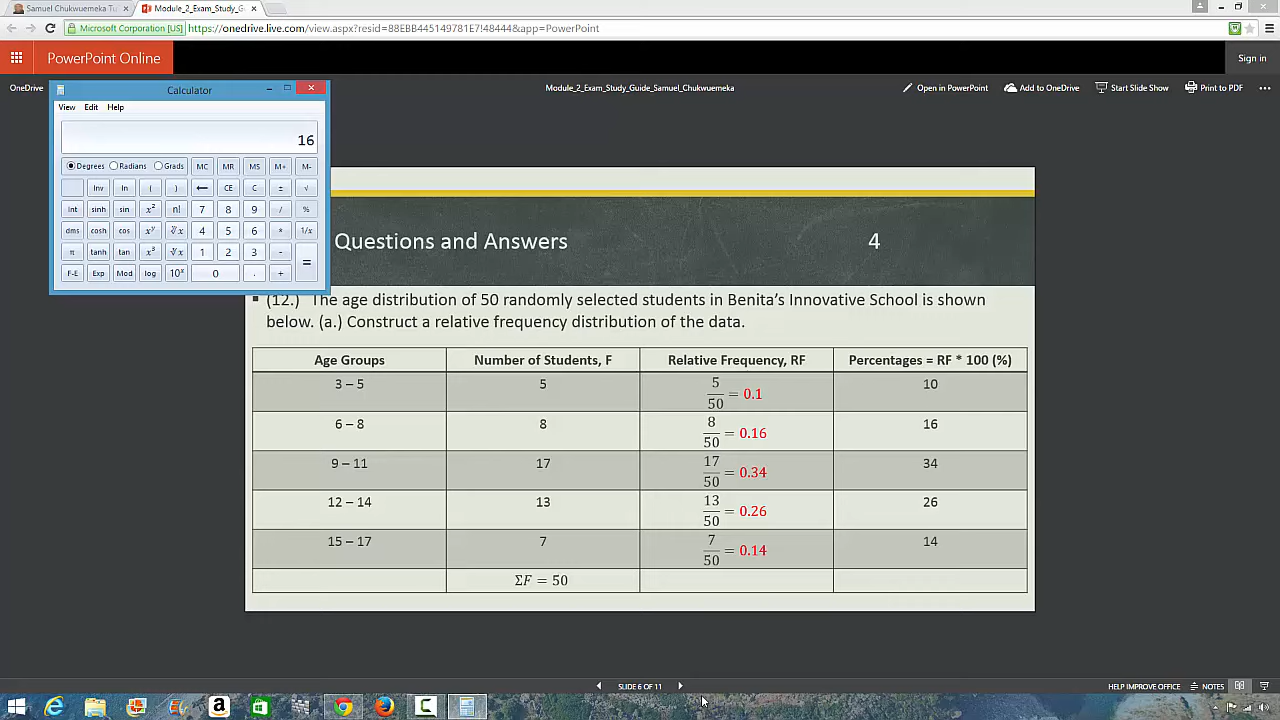 Samuel Chukwuemeka Tu
Module_2_Exam_Study_G
Microsoft Corporation [US]
https://onedrive.live.com/view.aspx?resid=88EBB445149781E7!48444&app=PowerPoint
PowerPoint Online
Sign in
OneDrive
Module_2_Exam_Study_Guide_Samuel_Chukwuemeka
Open in PowerPoint
Add to OneDrive
Start Slide Show
Print to PDF
Calculator
View Edit Help
16
Degrees Radians Grads MC MR MS M+ M-
Inv ln ( ) ← CE C ± √
Int sinh sin x² n! 7 8 9 / %
dms cosh cos xʸ ʸ√x 4 5 6 * 1/x
π tanh tan x³ ³√x 1 2 3 - =
F-E Exp Mod log 10ˣ 0 . +
Questions and Answers 4
(12.) The age distribution of 50 randomly selected students in Benita's Innovative School is shown
below. (a.) Construct a relative frequency distribution of the data.
Age Groups Number of Students, F Relative Frequency, RF Percentages = RF * 100 (%)
3 – 5 5 5/50 = 0.1 10
6 – 8 8 8/50 = 0.16 16
9 – 11 17 17/50 = 0.34 34
12 – 14 13 13/50 = 0.26 26
15 – 17 7 7/50 = 0.14 14
ΣF = 50
SLIDE 6 OF 11
HELP IMPROVE OFFICE
NOTES